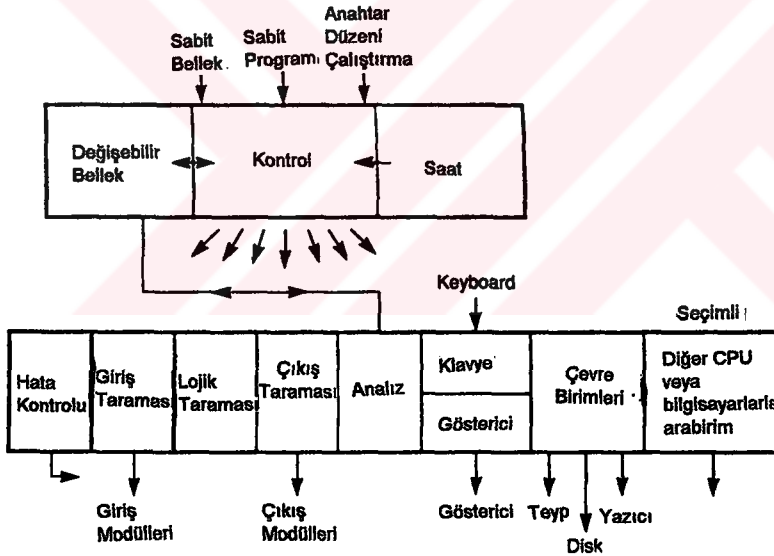 Sabit
Bellek
Sabit
Program
Anahtar
Düzeni
Çalıştırma
Değişebilir
Bellek
Kontrol
Saat
Keyboard
Seçimli
Hata
Kontrolu
Giriş
Taraması
Lojik
Taraması
Çıkış
Taraması
Analiz
Klavye
Gösterici
Çevre
Birimleri
Diğer CPU
veya
bilgisayarlarla
arabirim
Giriş
Modülleri
Çıkış
Modülleri
Gösterici
Teyp
Disk
Yazıcı